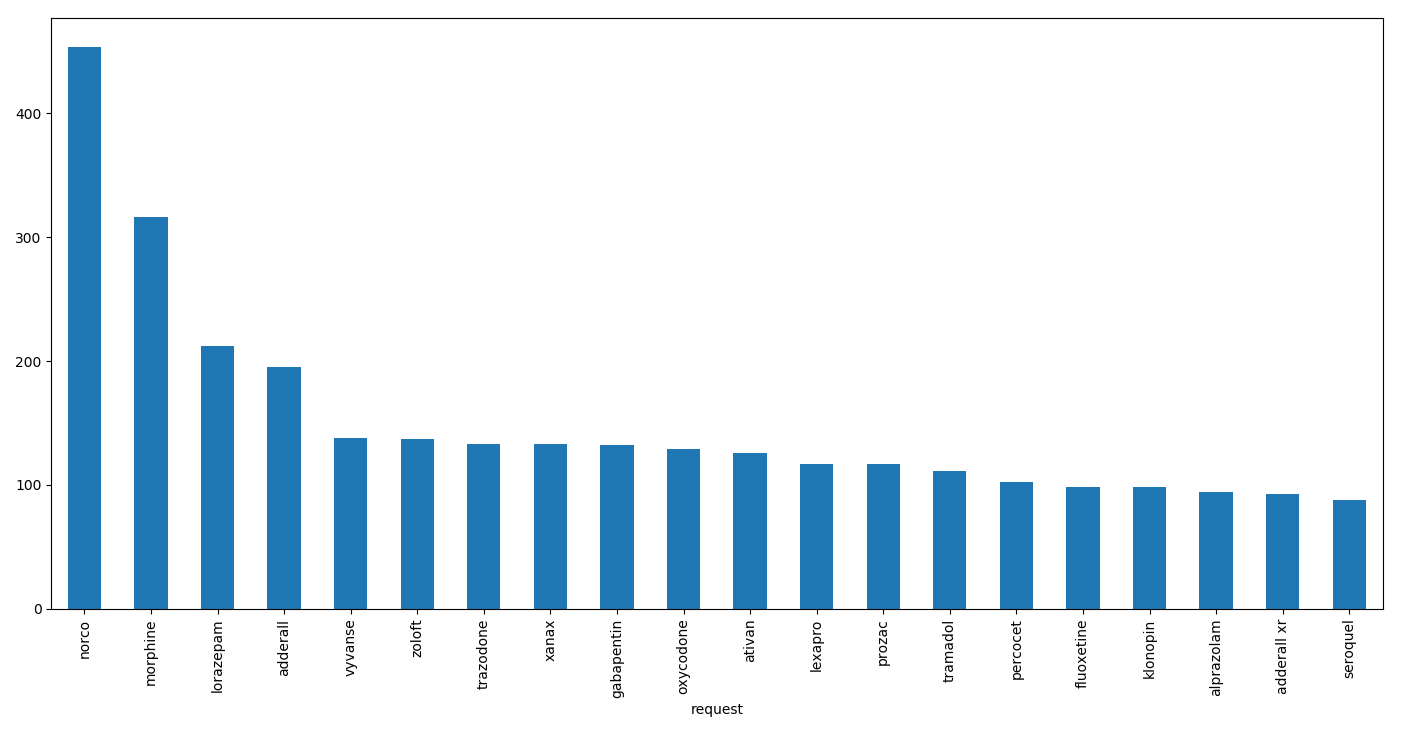 400
300
200
100
0
norco
morphine
lorazepam
adderall
vyvanse
zoloft
trazodone
xanax
gabapentin
oxycodone
ativan
lexapro
prozac
tramadol
percocet
fluoxetine
klonopin
alprazolam
adderall xr
seroquel
request